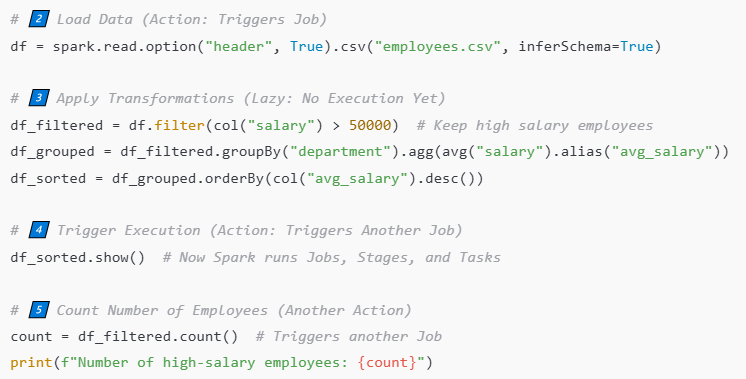 # 2️⃣ Load Data (Action: Triggers Job)
df = spark.read.option("header", True).csv("employees.csv", inferSchema=True)
# 3️⃣ Apply Transformations (Lazy: No Execution Yet)
df_filtered = df.filter(col("salary") > 50000)  # Keep high salary employees
df_grouped = df_filtered.groupBy("department").agg(avg("salary").alias("avg_salary"))
df_sorted = df_grouped.orderBy(col("avg_salary").desc())
# 4️⃣ Trigger Execution (Action: Triggers Another Job)
df_sorted.show()  # Now Spark runs Jobs, Stages, and Tasks
# 5️⃣ Count Number of Employees (Another Action)
count = df_filtered.count()  # Triggers another Job
print(f"Number of high-salary employees: {count}")